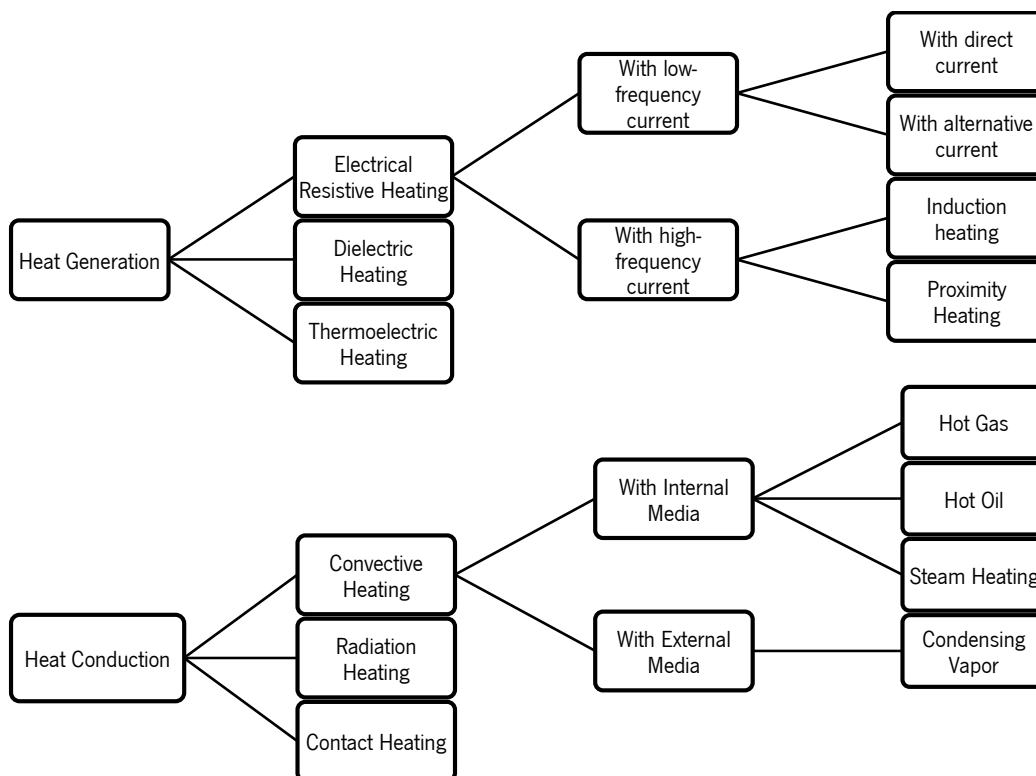 Heat Generation
Electrical
Resistive Heating
Dielectric
Heating
Thermoelectric
Heating
With low-
frequency
current
With high-
frequency
current
With direct
current
With alternative
current
Induction
heating
Proximity
Heating
Heat Conduction
Convective
Heating
Radiation
Heating
Contact Heating
With Internal
Media
With External
Media
Hot Gas
Hot Oil
Steam Heating
Condensing
Vapor